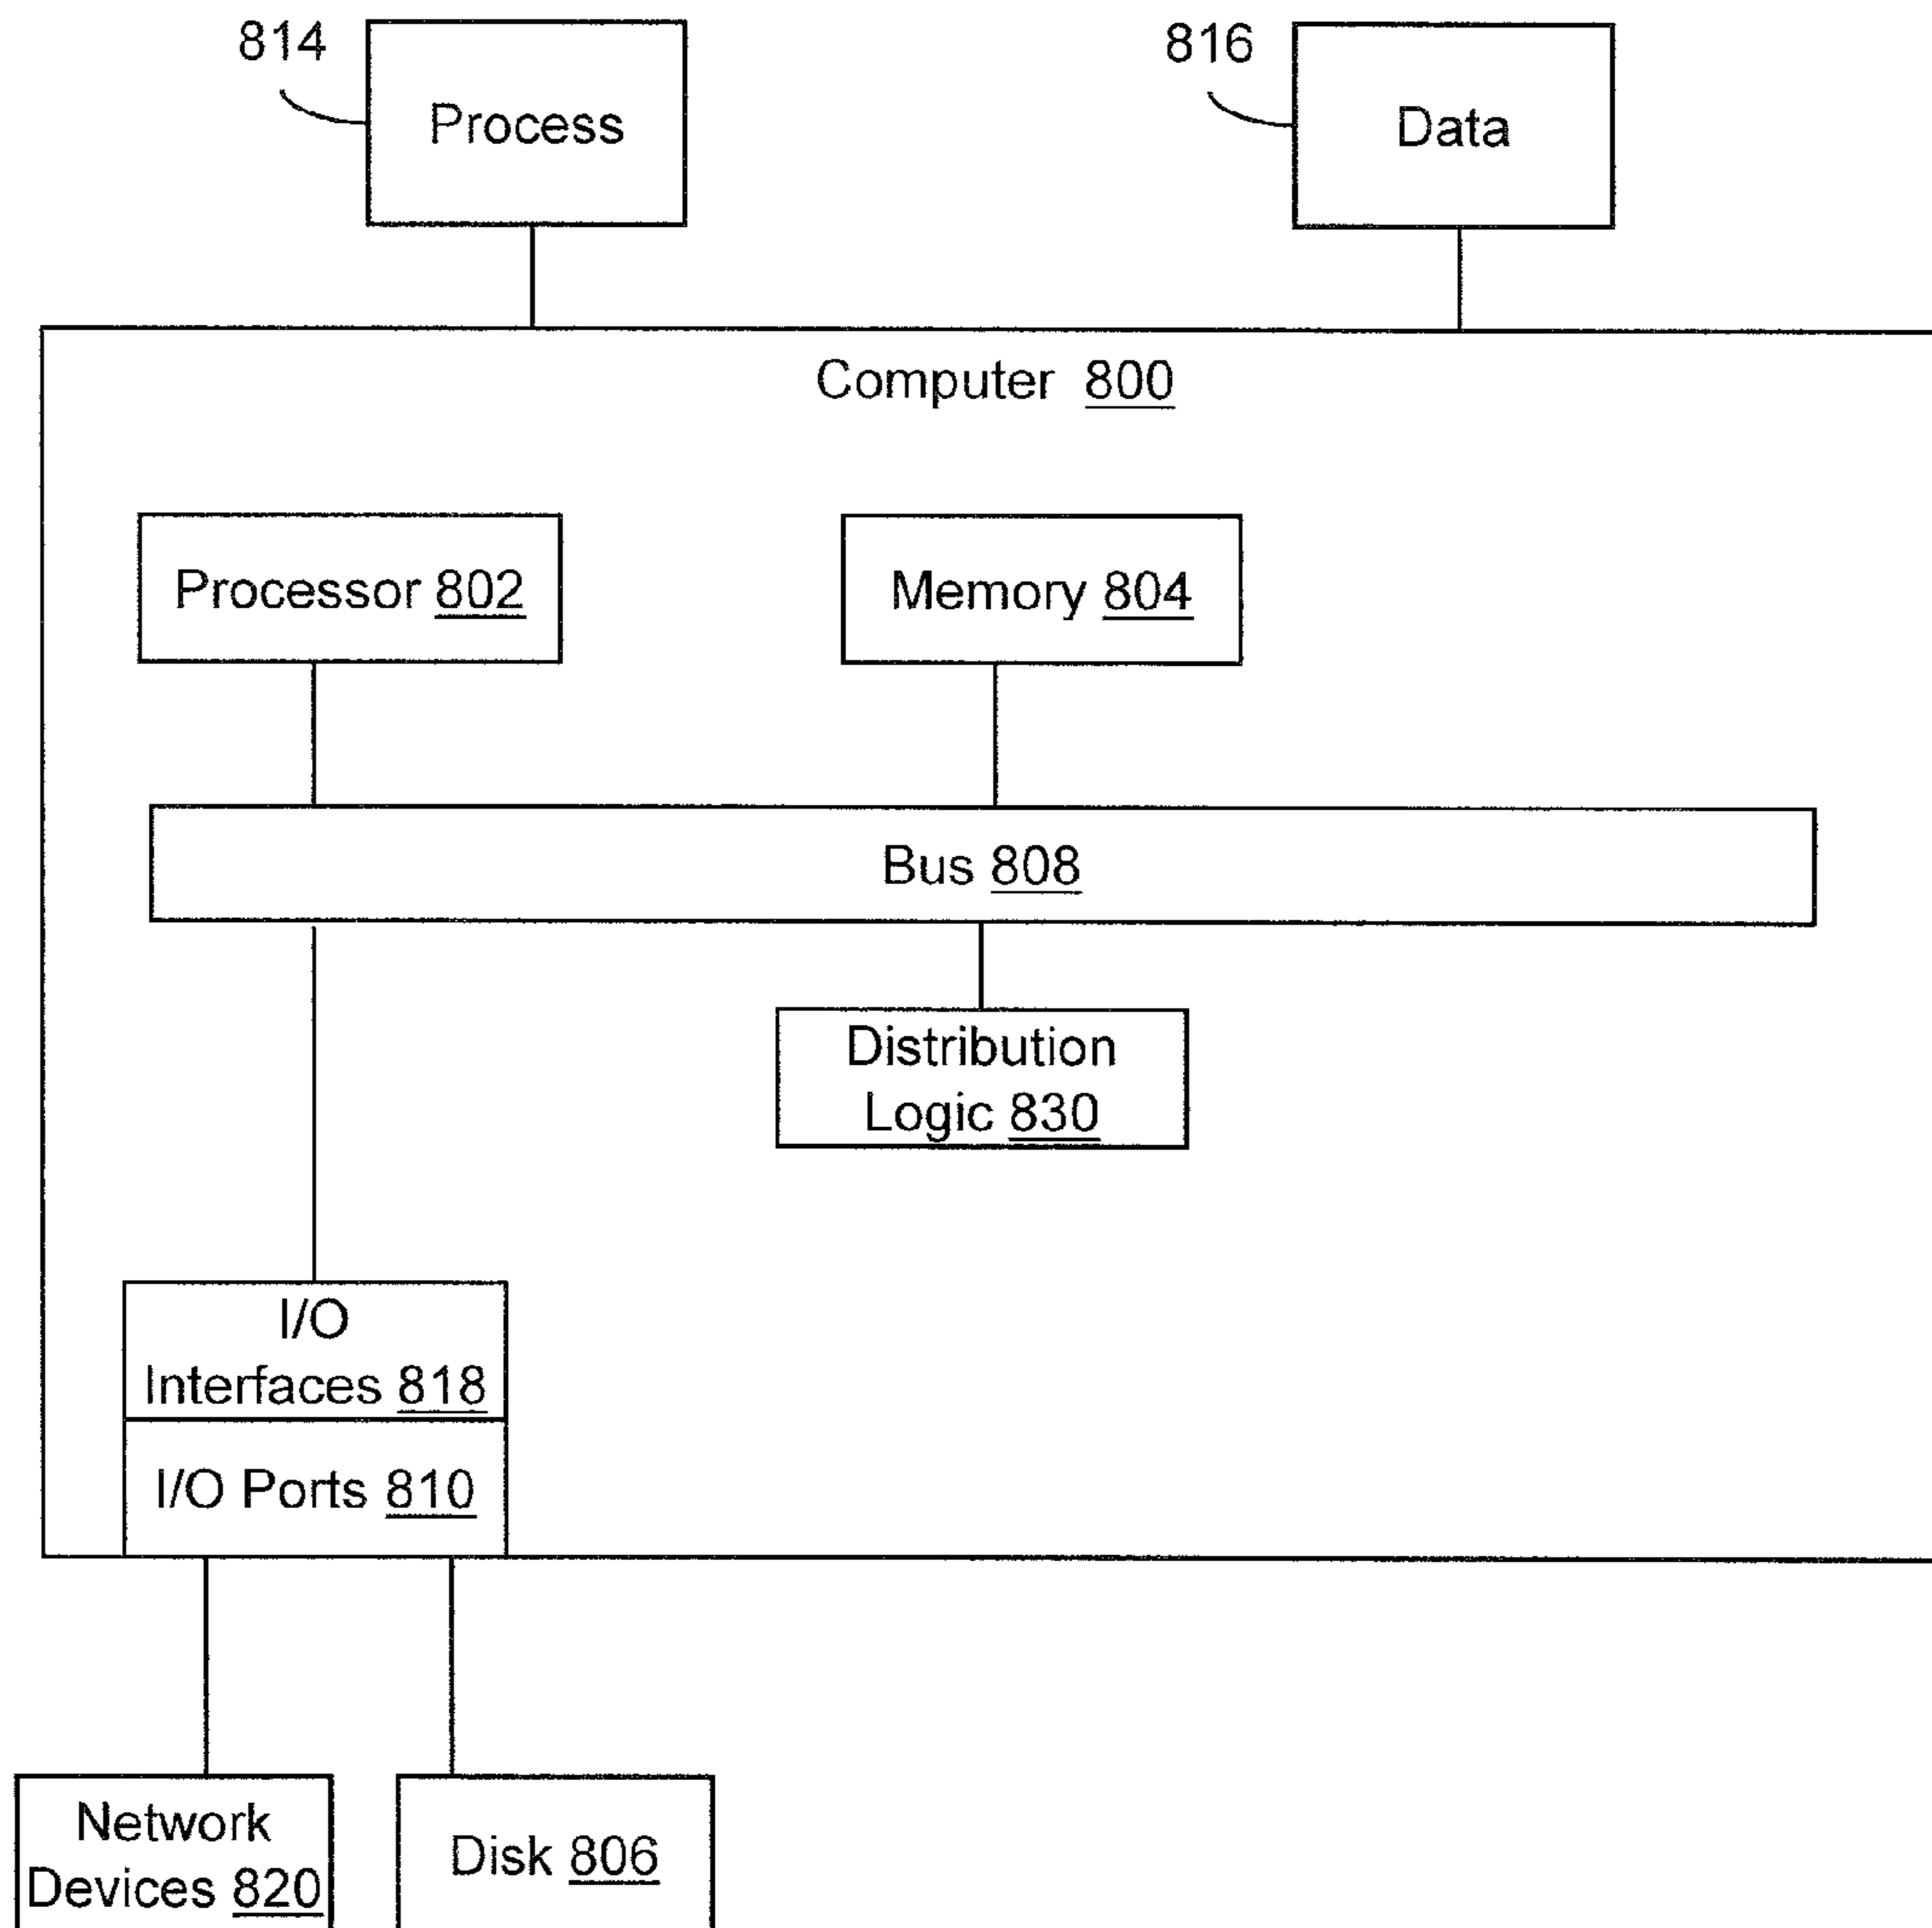 814
Process
816
Data
Computer 800
Processor 802
Memory 804
Bus 808
Distribution
Logic 830
I/O
Interfaces 818
I/O Ports 810
Network
Devices 820
Disk 806